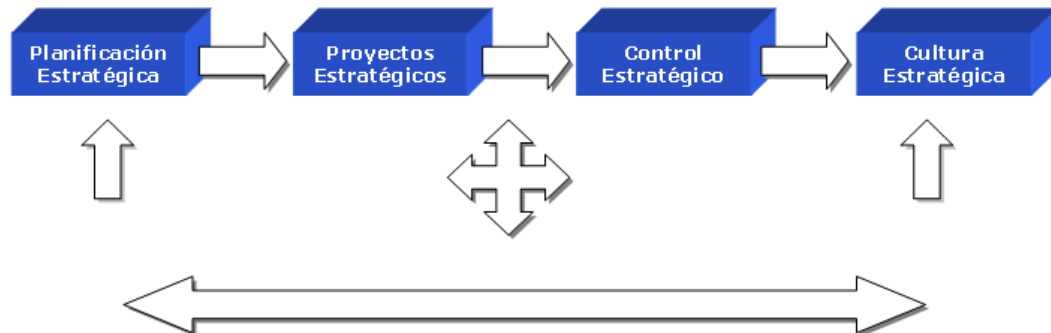 Planificación
Estratégica
Proyectos
Estratégicos
Control
Estratégico
Cultura
Estratégica